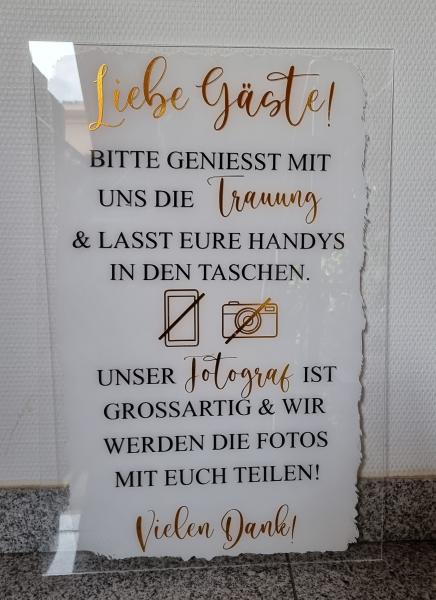 Liebe Gäste!
BITTE GENIESST MIT
UNS DIE Trauung
& LASST EURE HANDYS
IN DEN TASCHEN.
UNSER Fotograf IST
GROSSARTIG & WIR
WERDEN DIE FOTOS
MIT EUCH TEILEN!
Vielen Dank!